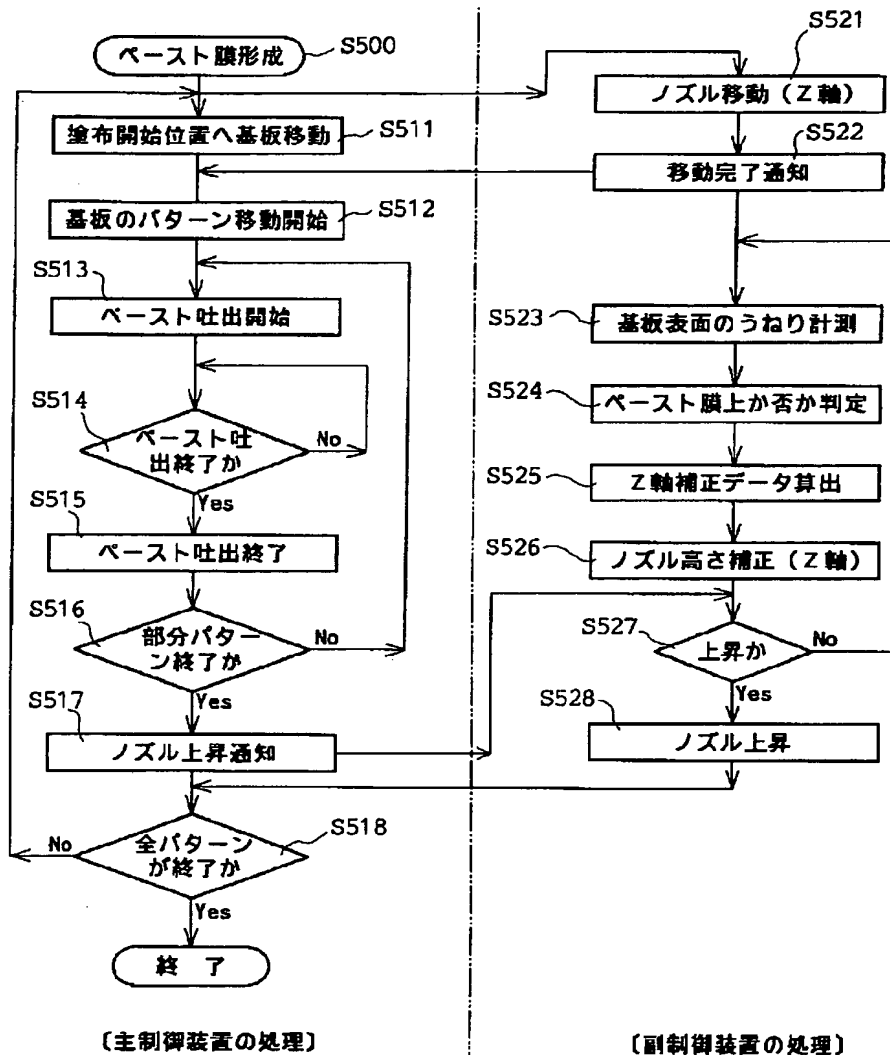 ペースト膜形成
S500
塗布開始位置へ基板移動
S511
基板のパターン移動開始
S512
S513
ペースト吐出開始
S514
ペースト吐
出終了か
No
Yes
S515
ペースト吐出終了
S516
部分パター
ン終了か
No
Yes
S517
ノズル上昇通知
S518
全パターン
が終了か
No
Yes
終 了
〔主制御装置の処理〕
S521
ノズル移動(Z軸)
S522
移動完了通知
S523
基板表面のうねり計測
S524
ペースト膜上か否か判定
S525
Z軸補正データ算出
S526
ノズル高さ補正(Z軸)
S527
上昇か
No
Yes
S528
ノズル上昇
〔副制御装置の処理〕